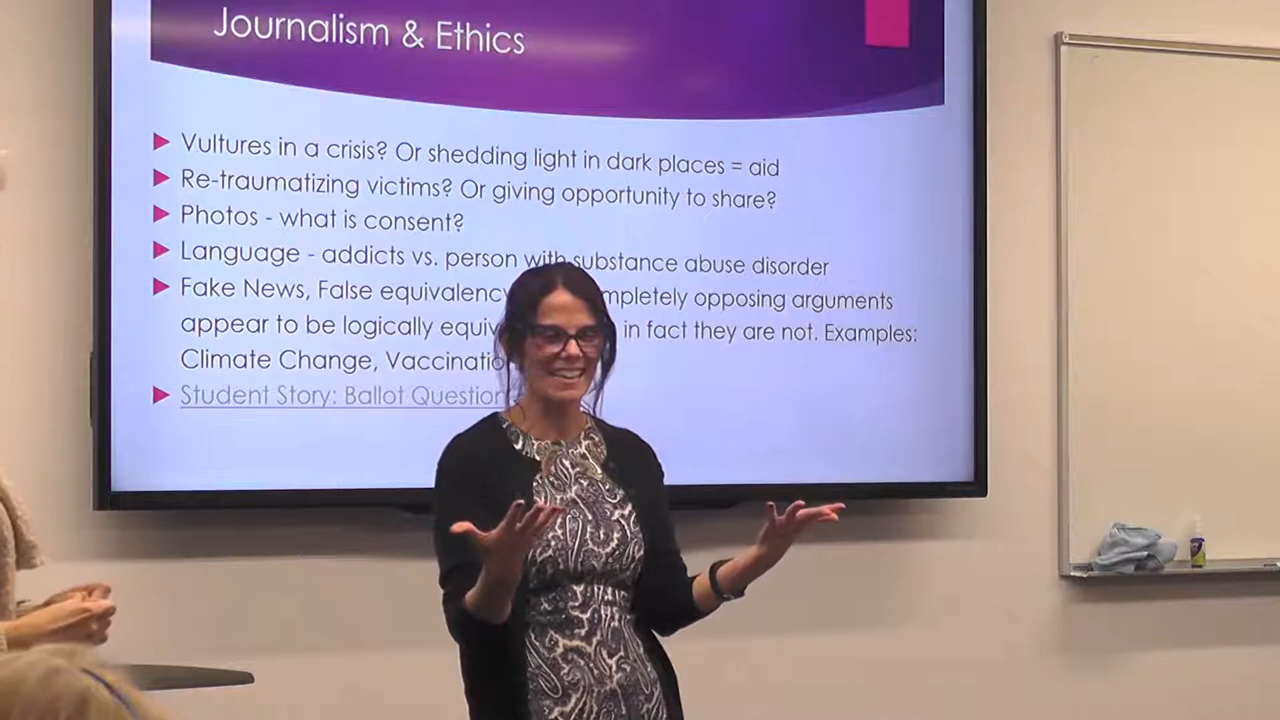 Journalism & Ethics
Vultures in a crisis? Or shedding light in dark places = aid
Re-traumatizing victims? Or giving opportunity to share?
Photos - what is consent?
Language - addicts vs. person with substance abuse disorder
Fake News, False equivalency mpletely opposing arguments
appear to be logically equiv in fact they are not. Examples:
Climate Change, Vaccinatio
Student Story: Ballot Question